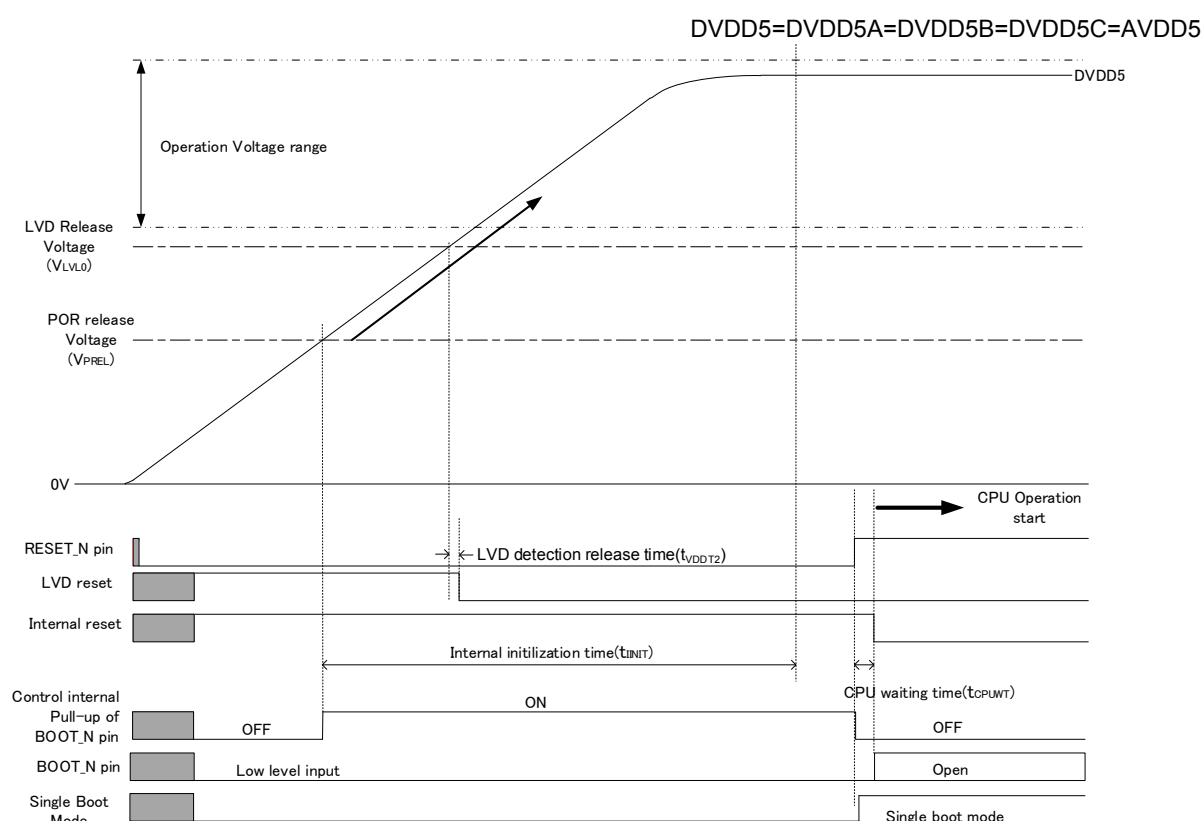 DVDD5=DVDD5A=DVDD5B=DVDD5C=AVDD5
DVDD5
Operation Voltage range
LVD Release
Voltage
(VLVL0)
POR release
Voltage
(VPREL)
0V
CPU Operation
start
RESET_N pin
LVD detection release time(tVDDT2)
LVD reset
Internal reset
Internal initilization time(tIINIT)
CPU waiting time(tCPUWT)
Control internal
Pull-up of
BOOT_N pin
OFF
ON
OFF
BOOT_N pin
Low level input
Open
Single Boot
Mode
Single boot mode